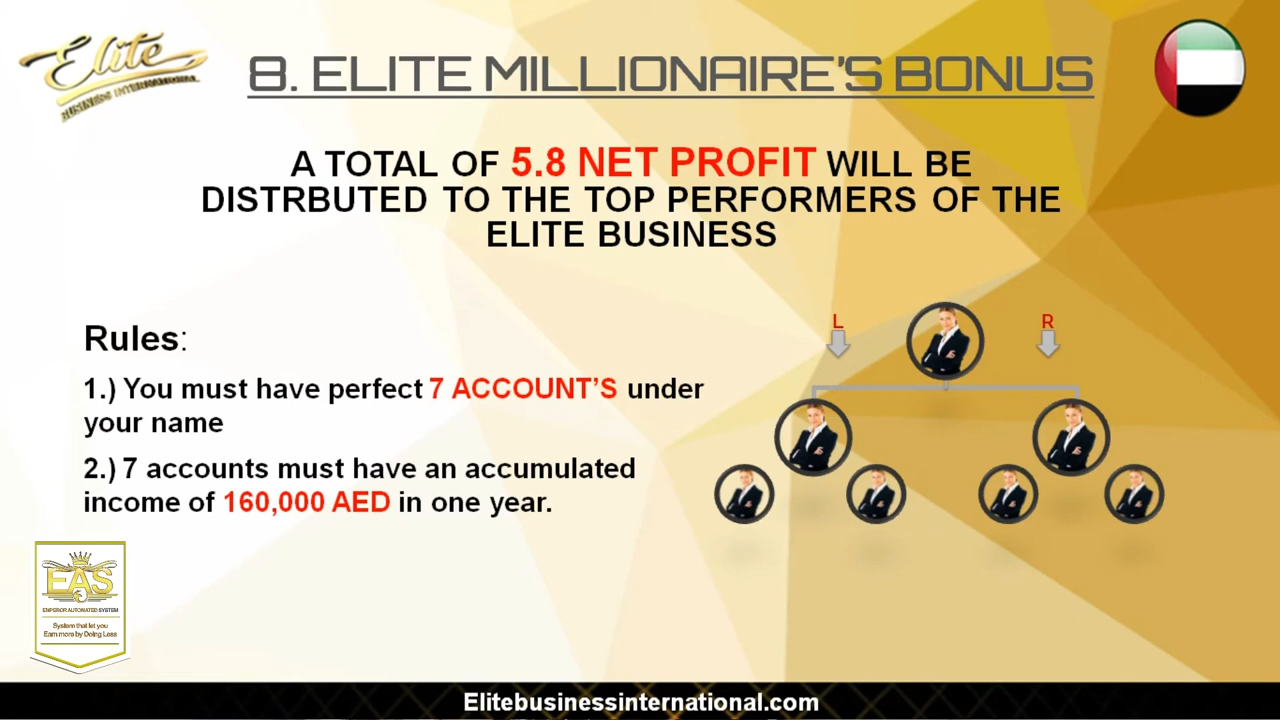 Elite
BUSINESS INTERNATIONAL
8. ELITE MILLIONAIRE'S BONUS
A TOTAL OF 5.8 NET PROFIT WILL BE
DISTRBUTED TO THE TOP PERFORMERS OF THE
ELITE BUSINESS
Rules:
1.) You must have perfect 7 ACCOUNT'S under
your name
2.) 7 accounts must have an accumulated
income of 160,000 AED in one year.
L
R
EAS
EMPEROR AUTOMATED SYSTEM
System that let you
Earn more by Doing Less
Elitebusinessinternational.com